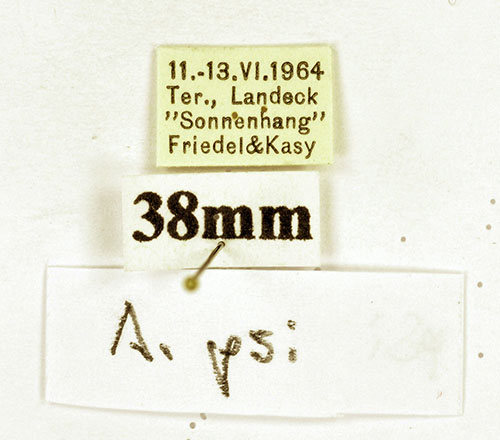 11.-13.VI.1964
Ter., Landeck
"Sonnenhang"
Friedel&Kasy
38mm
A. psi